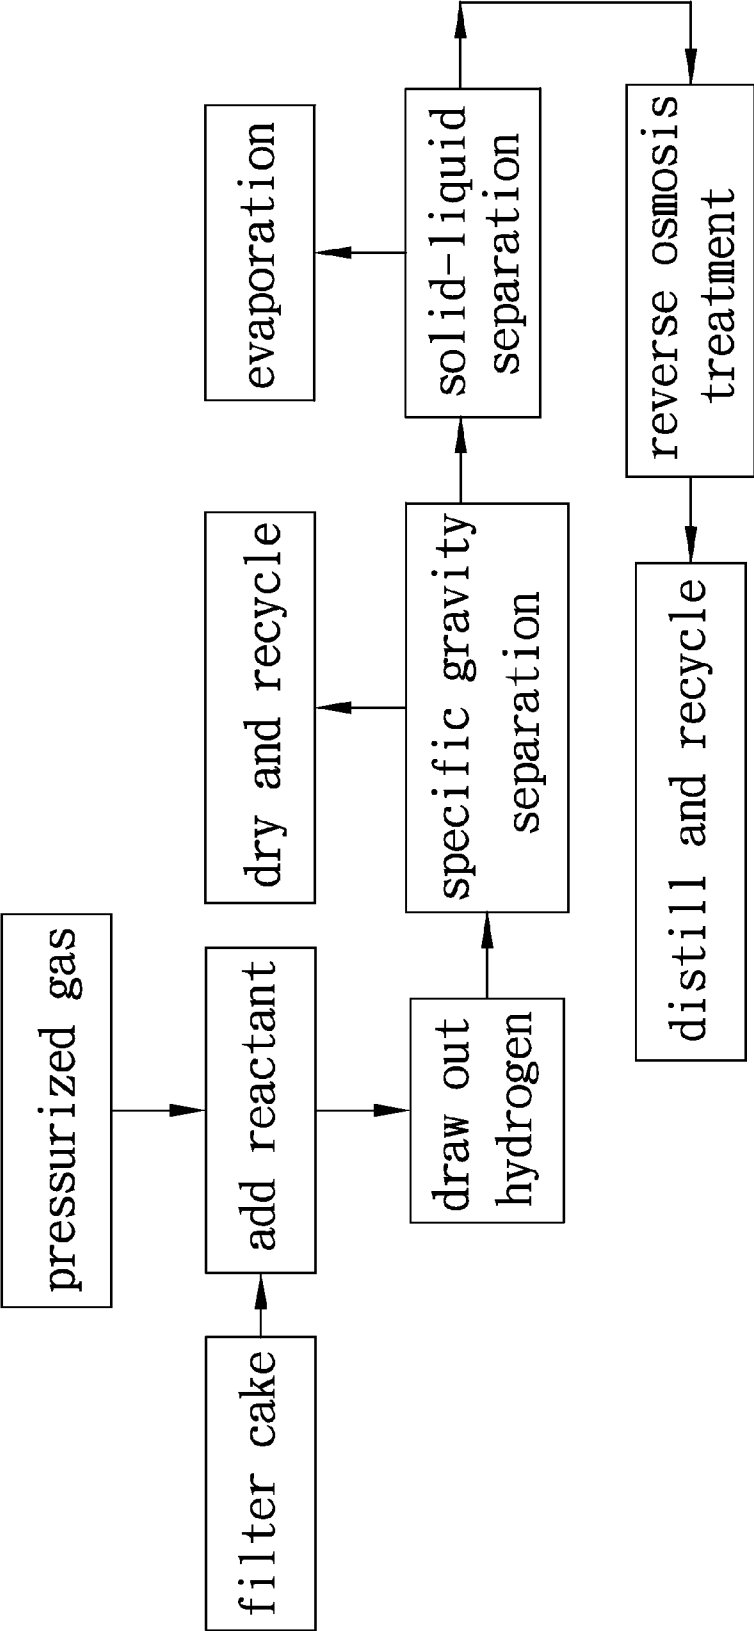 pressurized gas
filter cake
add reactant
dry and recycle
evaporation
draw out
hydrogen
specific gravity
separation
solid-liquid
separation
distill and recycle
reverse osmosis
treatment